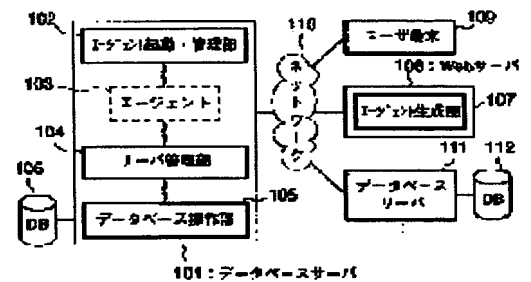 102
エージェント起動・管理部
103
エージェント
104
サーバ管理部
105
データベース操作部
106
DB
101:データベースサーバ
110
ネットワーク
ユーザ端末
109
108:Webサーバ
エージェント生成部
107
111
データベース
サーバ
112
DB